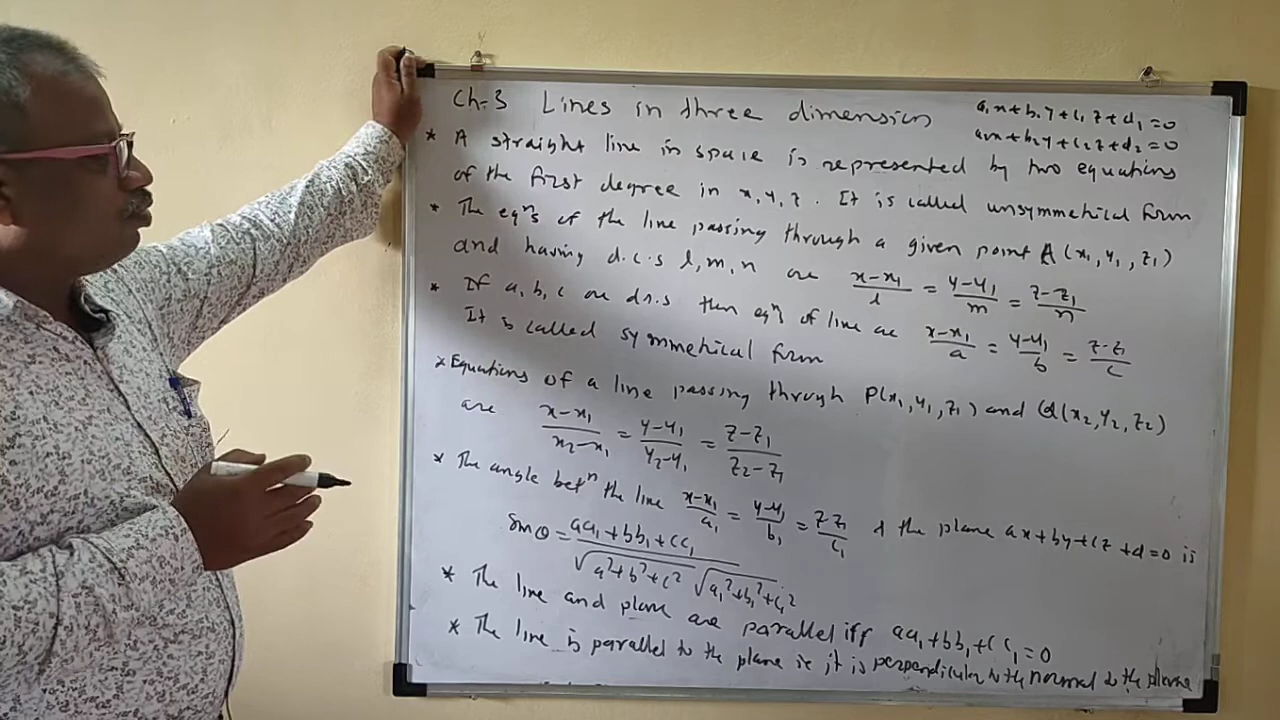 Ch-3 Lines in three dimension
a₁x+b₁y+c₁z+d₁=0
a₂x+b₂y+c₂z+d₂=0
* A straight line in space is represented by two equations
of the first degree in x,y,z. It is called unsymmetrical form
* The eqⁿs of the line passing through a given point A(x₁,y₁,z₁)
and having d.c.s l,m,n are (x-x₁)/l = (y-y₁)/m = (z-z₁)/n
* If a,b,c are d.r.s then eqⁿs of line are (x-x₁)/a = (y-y₁)/b = (z-z₁)/c
It is called symmetrical form
* Equations of a line passing through P(x₁,y₁,z₁) and Q(x₂,y₂,z₂)
are (x-x₁)/(x₂-x₁) = (y-y₁)/(y₂-y₁) = (z-z₁)/(z₂-z₁)
* The angle betⁿ the line (x-x₁)/a₁ = (y-y₁)/b₁ = (z-z₁)/c₁ & the plane ax+by+cz+d=0 is
Sinθ = (aa₁+bb₁+cc₁)/(√(a²+b²+c²) √(a₁²+b₁²+c₁²))
* The line and plane are parallel iff aa₁+bb₁+cc₁=0
* The line is parallel to the plane ie it is perpendicular to the normal to the plane